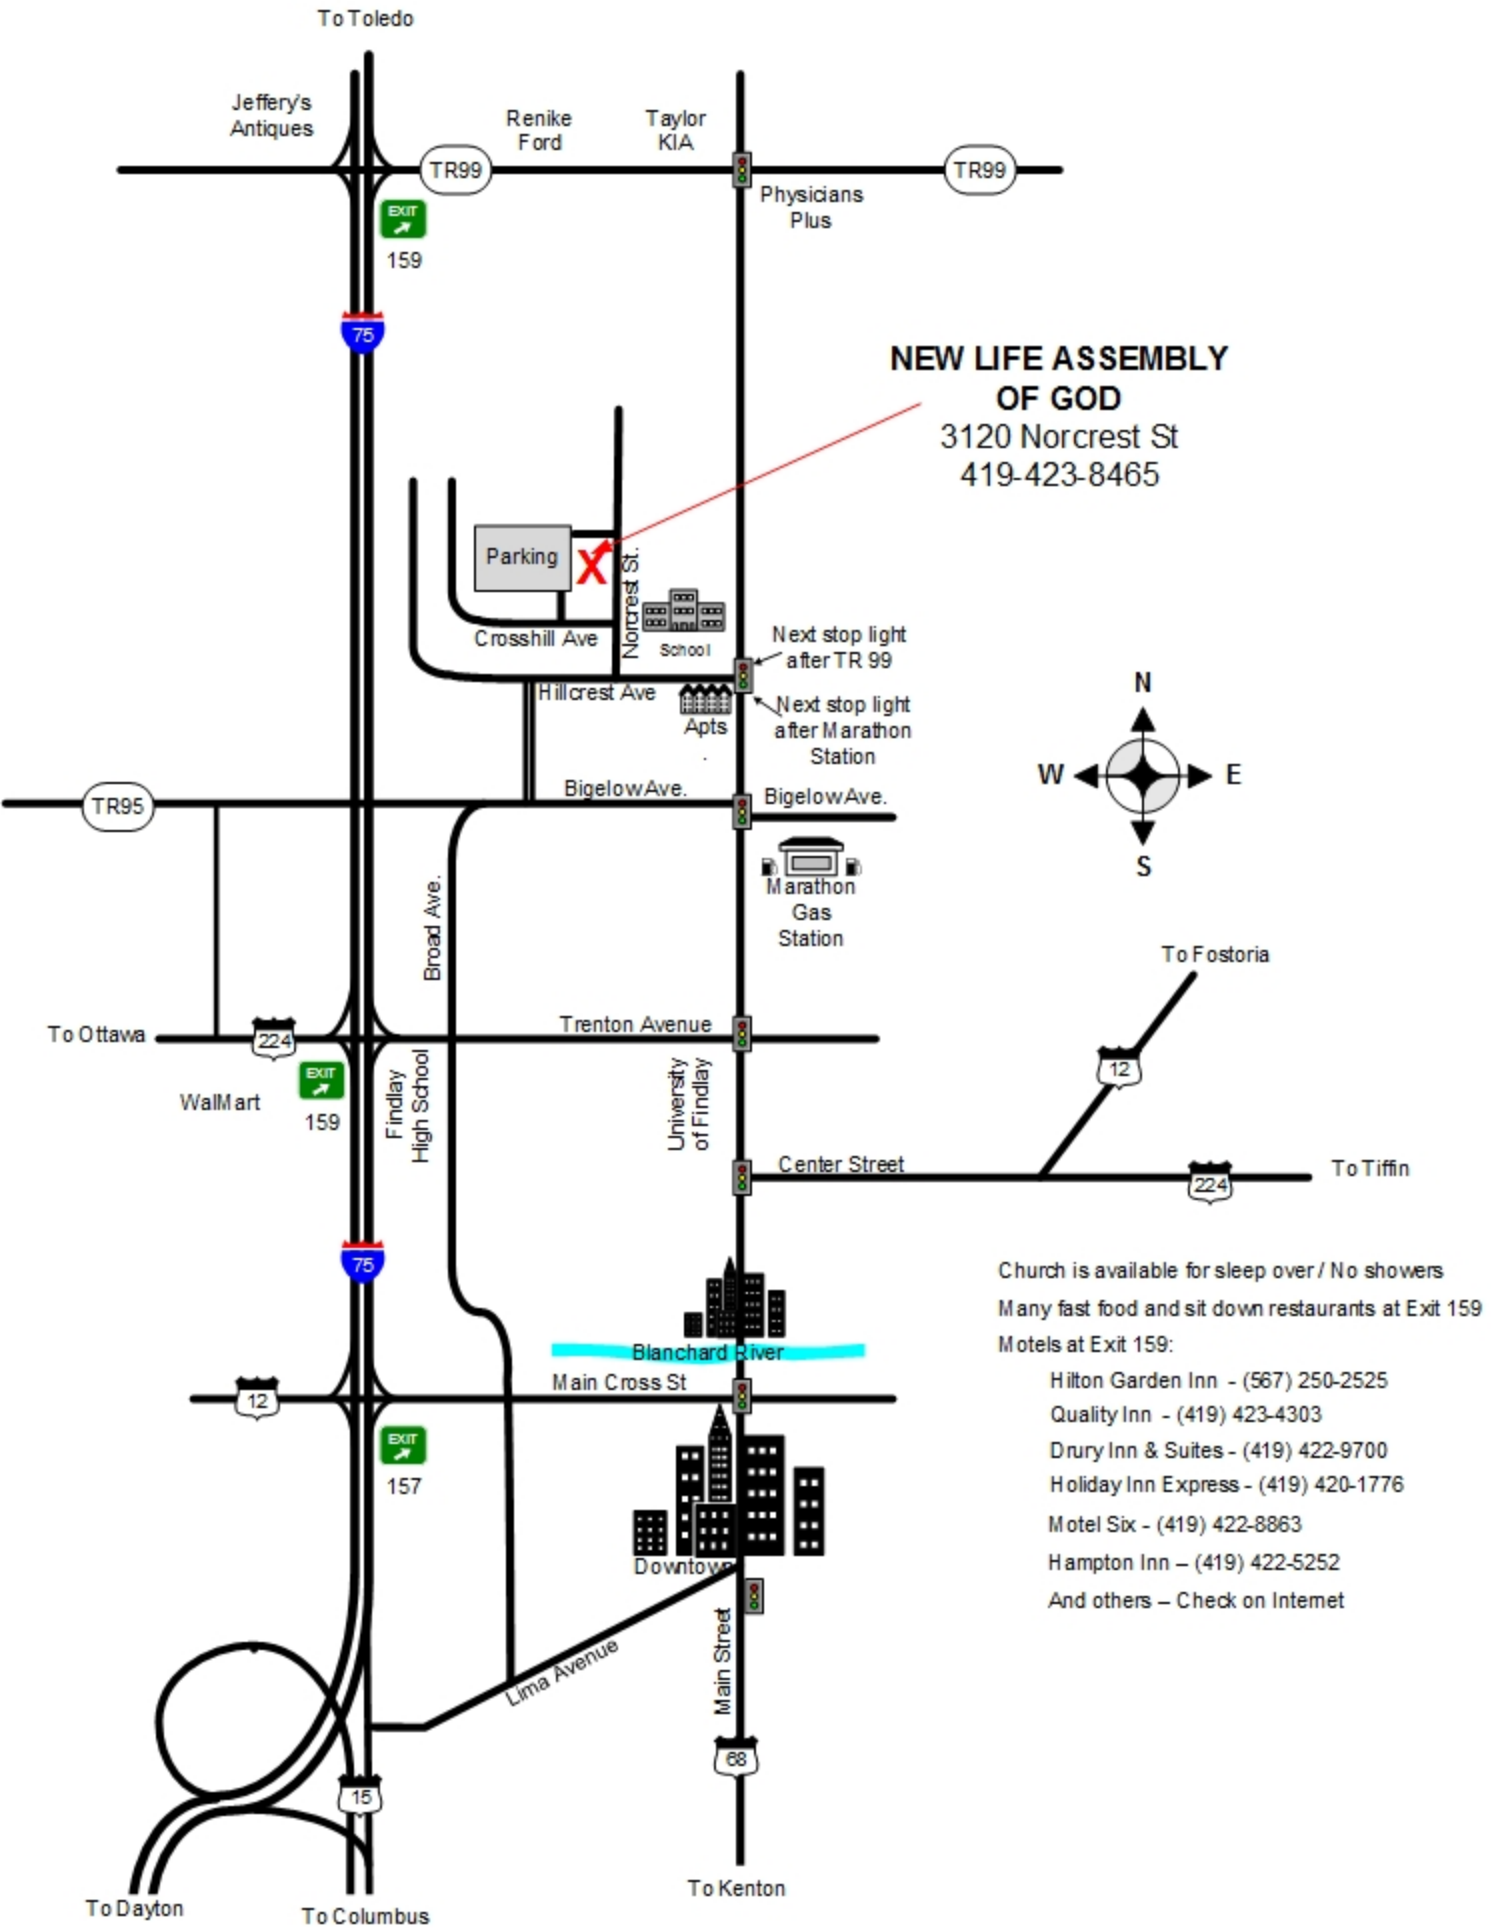 To Toledo
Jeffery's
Antiques
Renike
Ford
Taylor
KIA
TR99
TR99
Physicians
Plus
EXIT
159
75
NEW LIFE ASSEMBLY
OF GOD
3120 Norcrest St
419-423-8465
Parking
X
Norcrest St.
Crosshill Ave
School
Next stop light
after TR 99
Hillcrest Ave
Apts
Next stop light
after Marathon
Station
N
W
E
S
TR95
Bigelow Ave.
Bigelow Ave.
Marathon
Gas
Station
Broad Ave.
To Fostoria
To Ottawa
224
Trenton Avenue
12
EXIT
159
WalMart
Findlay
High School
University
of Findlay
Center Street
224
To Tiffin
75
Church is available for sleep over / No showers
Many fast food and sit down restaurants at Exit 159
Motels at Exit 159:
Hilton Garden Inn - (567) 250-2525
Quality Inn - (419) 423-4303
Drury Inn & Suites - (419) 422-9700
Holiday Inn Express - (419) 420-1776
Motel Six - (419) 422-8863
Hampton Inn – (419) 422-5252
And others – Check on Internet
Blanchard River
Main Cross St
12
EXIT
157
Downtown
Lima Avenue
Main Street
68
15
To Kenton
To Dayton
To Columbus